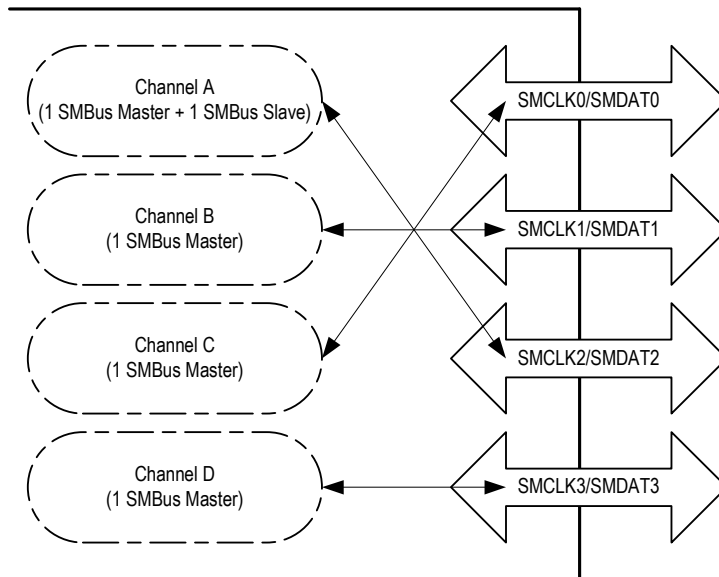 Channel A
(1 SMBus Master + 1 SMBus Slave)
SMCLK0/SMDAT0
Channel B
(1 SMBus Master)
SMCLK1/SMDAT1
Channel C
(1 SMBus Master)
SMCLK2/SMDAT2
Channel D
(1 SMBus Master)
SMCLK3/SMDAT3